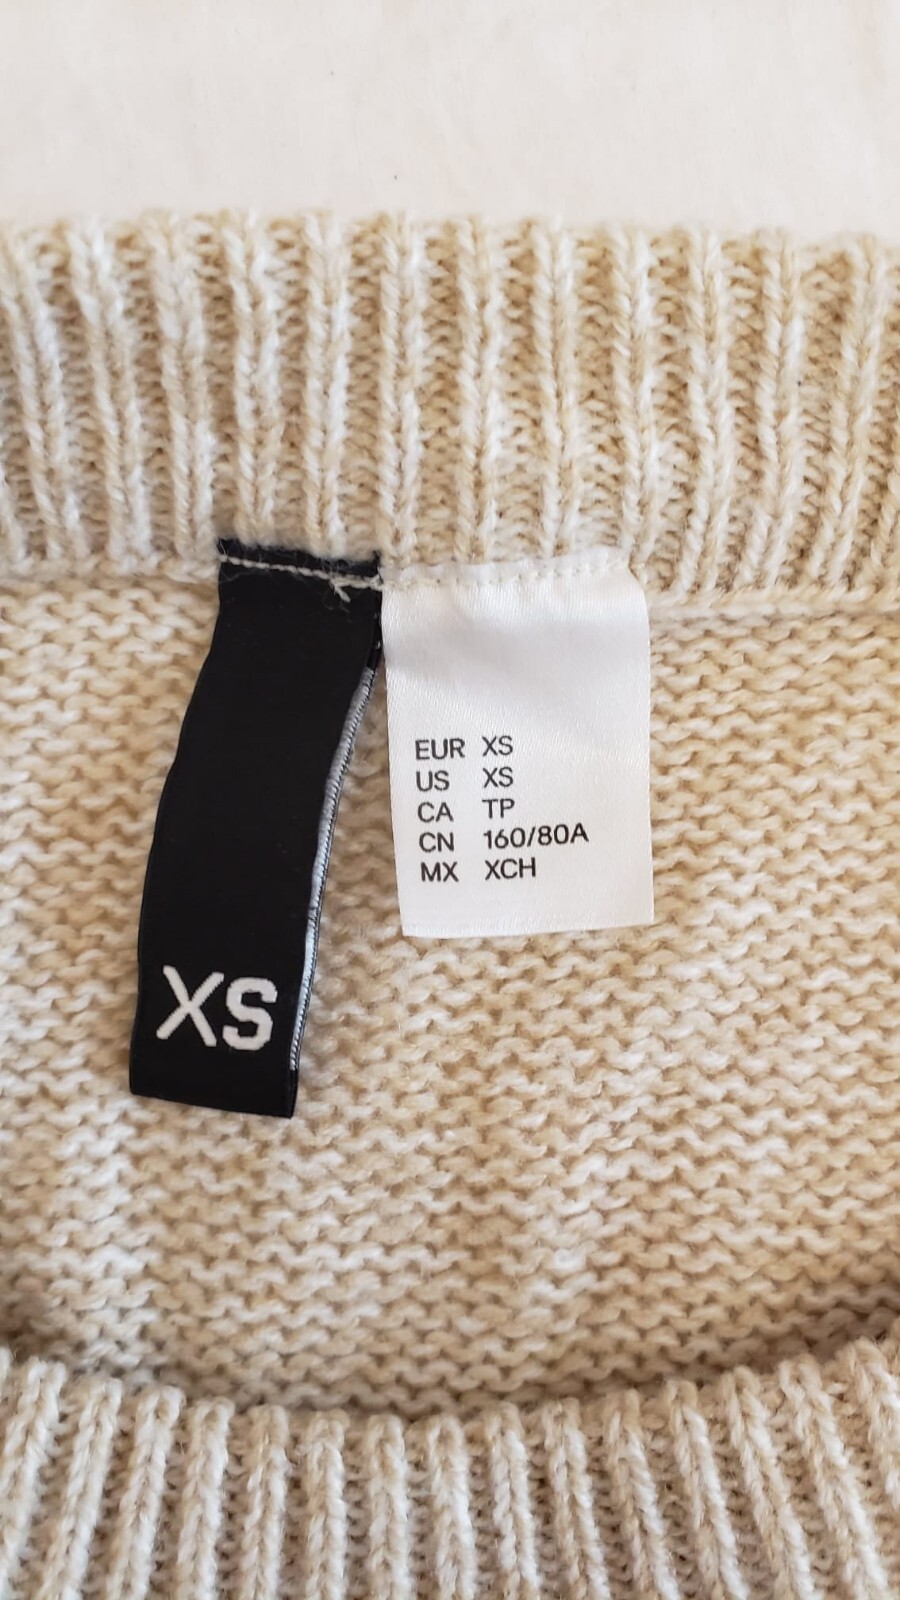 XS
EUR XS
US XS
CA TP
CN 160/80A
MX XCH